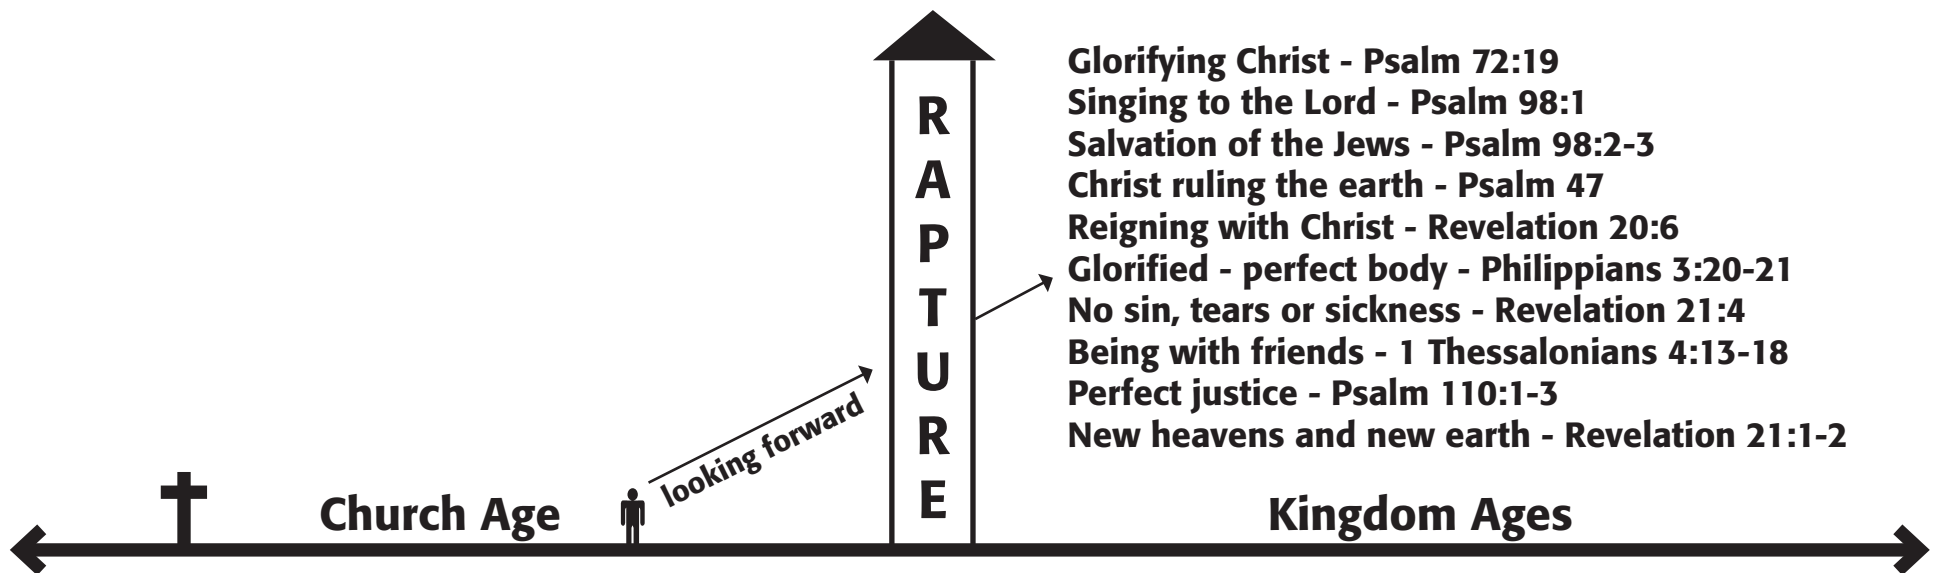 Glorifying Christ - Psalm 72:19
Singing to the Lord - Psalm 98:1
Salvation of the Jews - Psalm 98:2-3
Christ ruling the earth - Psalm 47
Reigning with Christ - Revelation 20:6
Glorified - perfect body - Philippians 3:20-21
No sin, tears or sickness - Revelation 21:4
Being with friends - 1 Thessalonians 4:13-18
Perfect justice - Psalm 110:1-3
New heavens and new earth - Revelation 21:1-2
RAPTURE
looking forward
Church Age
Kingdom Ages